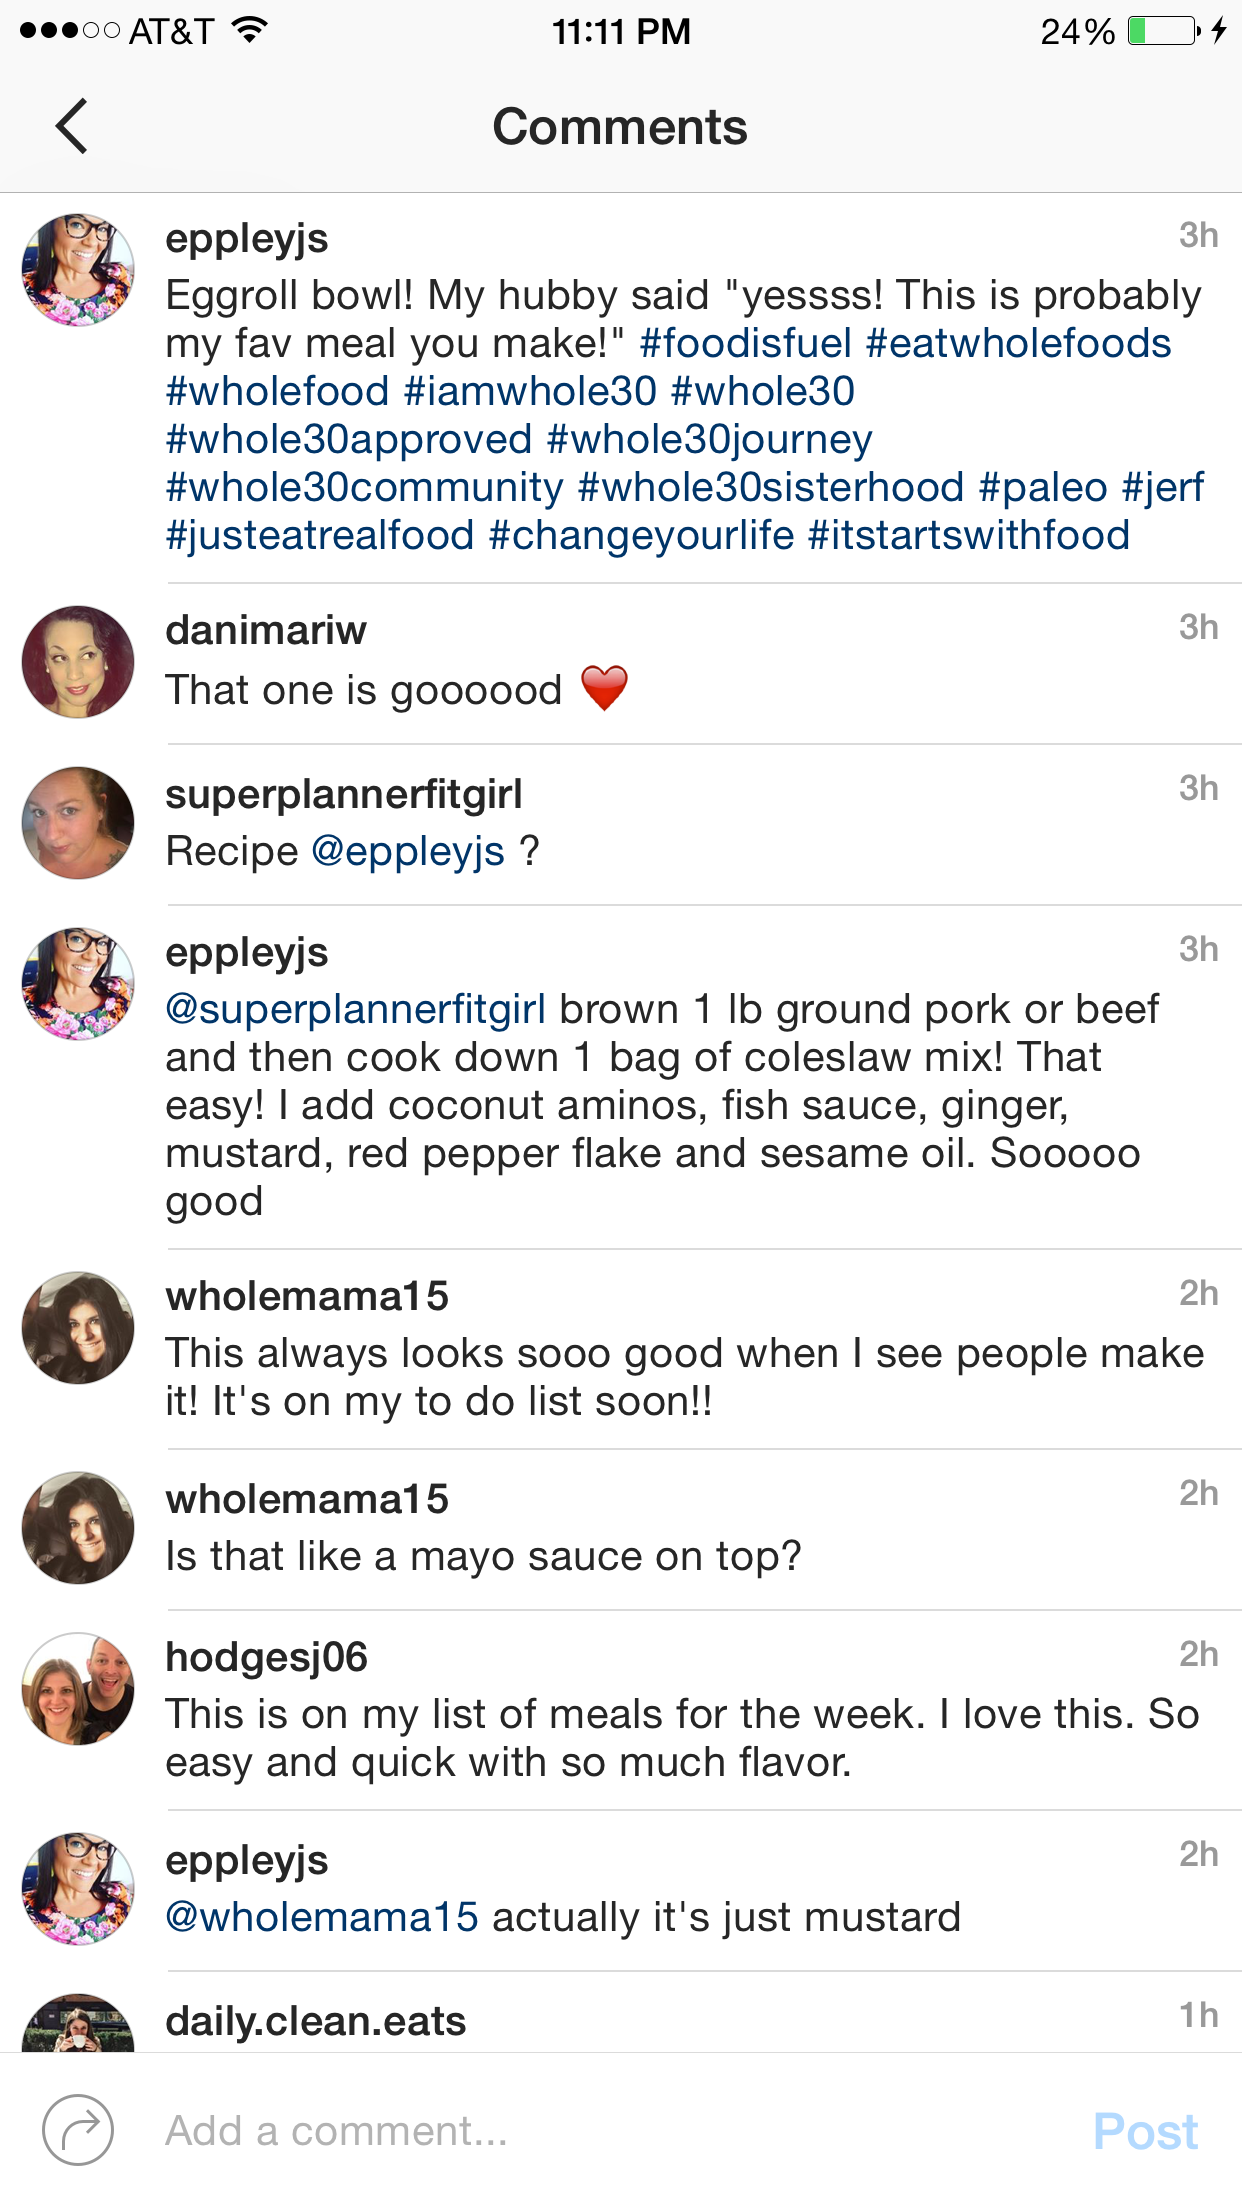 AT&T 11:11 PM 24%
Comments
eppleyjs 3h
Eggroll bowl! My hubby said "yessss! This is probably
my fav meal you make!" #foodisfuel #eatwholefoods
#wholefood #iamwhole30 #whole30
#whole30approved #whole30journey
#whole30community #whole30sisterhood #paleo #jerf
#justeatrealfood #changeyourlife #itstartswithfood
danimariw 3h
That one is goooood ❤️
superplannerfitgirl 3h
Recipe @eppleyjs ?
eppleyjs 3h
@superplannerfitgirl brown 1 lb ground pork or beef
and then cook down 1 bag of coleslaw mix! That
easy! I add coconut aminos, fish sauce, ginger,
mustard, red pepper flake and sesame oil. Sooooo
good
wholemama15 2h
This always looks sooo good when I see people make
it! It's on my to do list soon!!
wholemama15 2h
Is that like a mayo sauce on top?
hodgesj06 2h
This is on my list of meals for the week. I love this. So
easy and quick with so much flavor.
eppleyjs 2h
@wholemama15 actually it's just mustard
daily.clean.eats 1h
Add a comment... Post